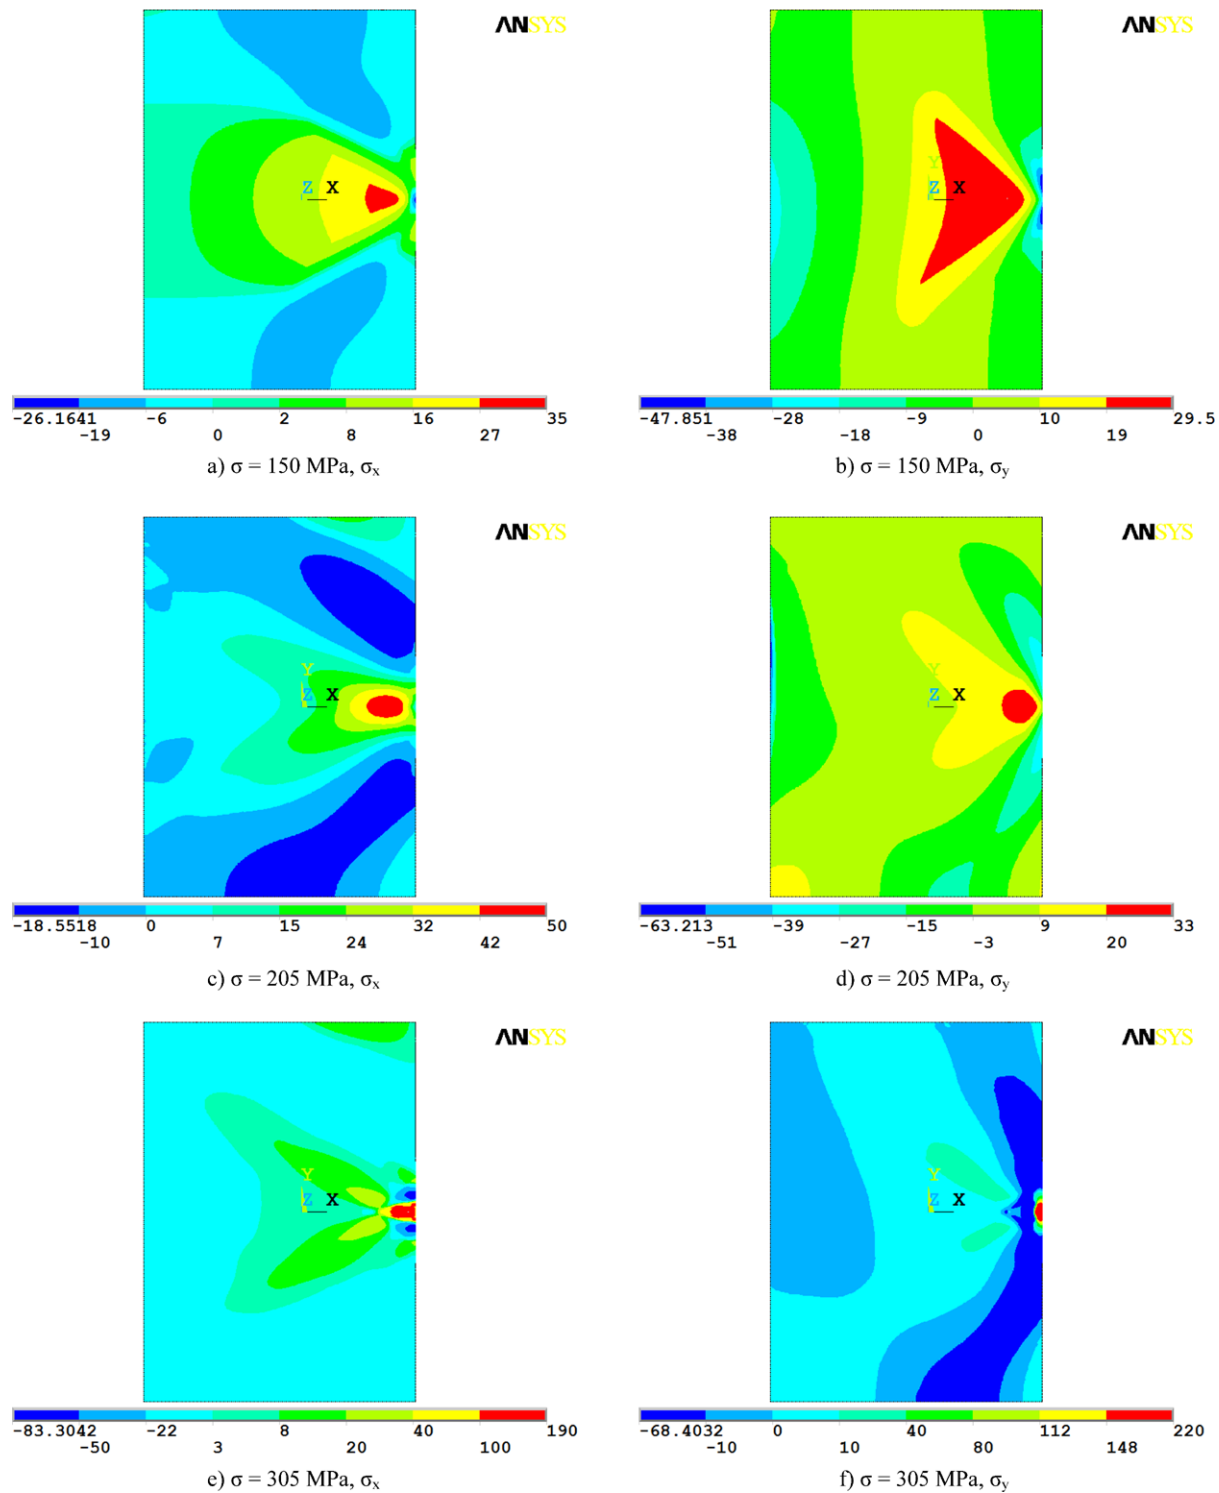 ANSYS ANSYS
Y
Z X Z X
-26.1641 -6 2 16 35 -47.851 -28 -9 10 29.5
-19 0 8 27 -38 -18 0 19
a) σ = 150 MPa, σx b) σ = 150 MPa, σy
ANSYS ANSYS
Y Y
Z X Z X
-18.5518 0 15 32 50 -63.213 -39 -15 9 33
-10 7 24 42 -51 -27 -3 20
c) σ = 205 MPa, σx d) σ = 205 MPa, σy
ANSYS ANSYS
Y Y
Z X Z X
-83.3042 -22 8 40 190 -68.4032 0 40 112 220
-50 3 20 100 -10 10 80 148
e) σ = 305 MPa, σx f) σ = 305 MPa, σy